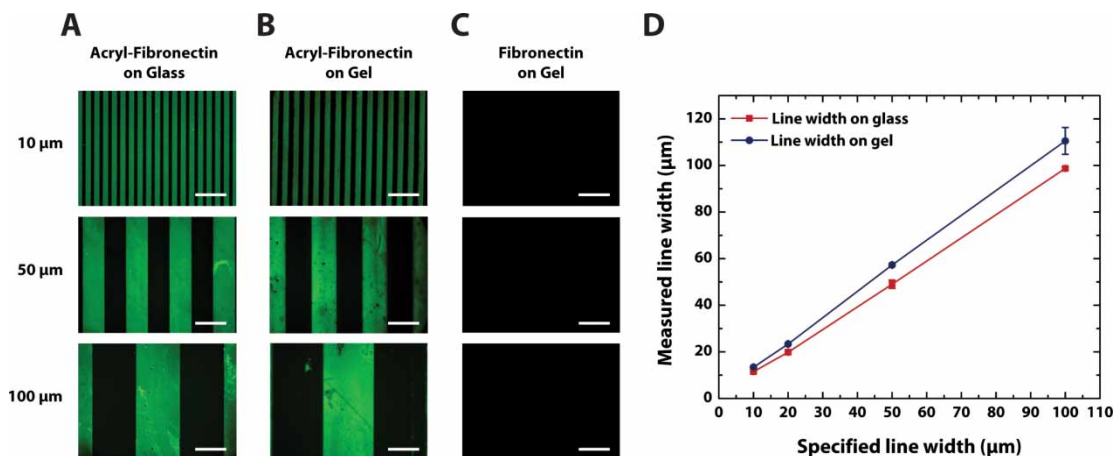 A
Acryl-Fibronectin
on Glass
B
Acryl-Fibronectin
on Gel
C
Fibronectin
on Gel
D
10 µm
50 µm
100 µm
Measured line width (µm)
120
100
80
60
40
20
0
Line width on glass
Line width on gel
0 10 20 30 40 50 60 70 80 90 100 110
Specified line width (µm)